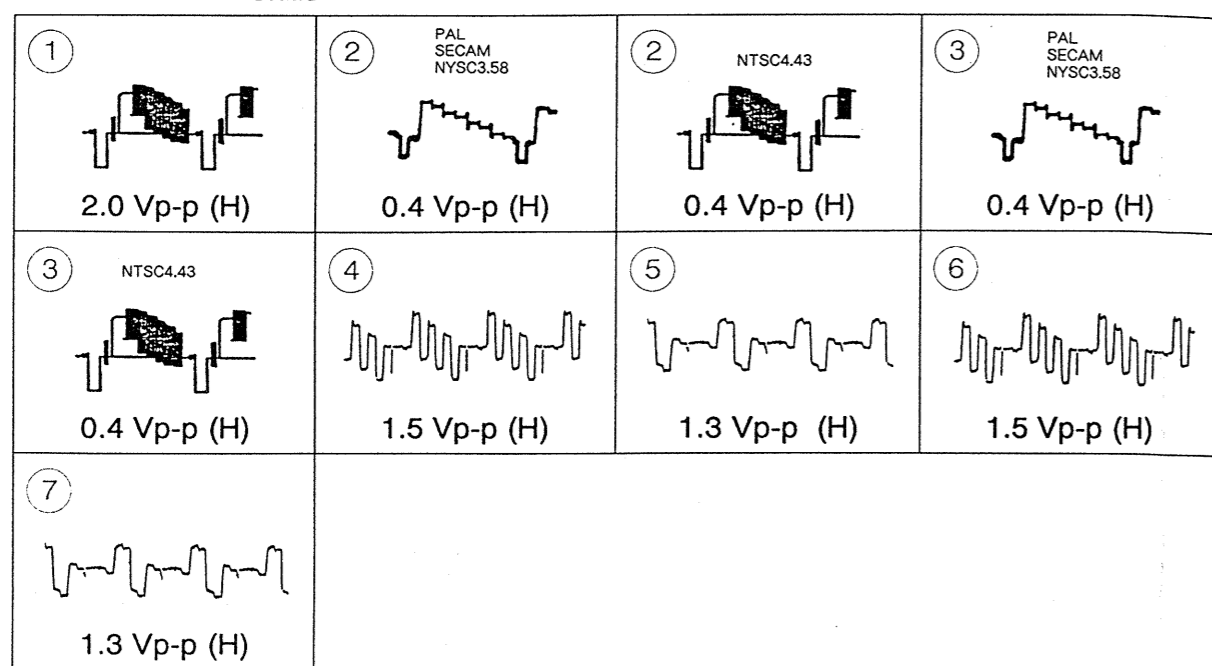 ①
PAL
SECAM
NYSC3.58
②
NTSC4.43
②
PAL
SECAM
NYSC3.58
③
2.0 Vp-p (H)
0.4 Vp-p (H)
0.4 Vp-p (H)
0.4 Vp-p (H)
③
NTSC4.43
④
⑤
⑥
0.4 Vp-p (H)
1.5 Vp-p (H)
1.3 Vp-p (H)
1.5 Vp-p (H)
⑦
1.3 Vp-p (H)